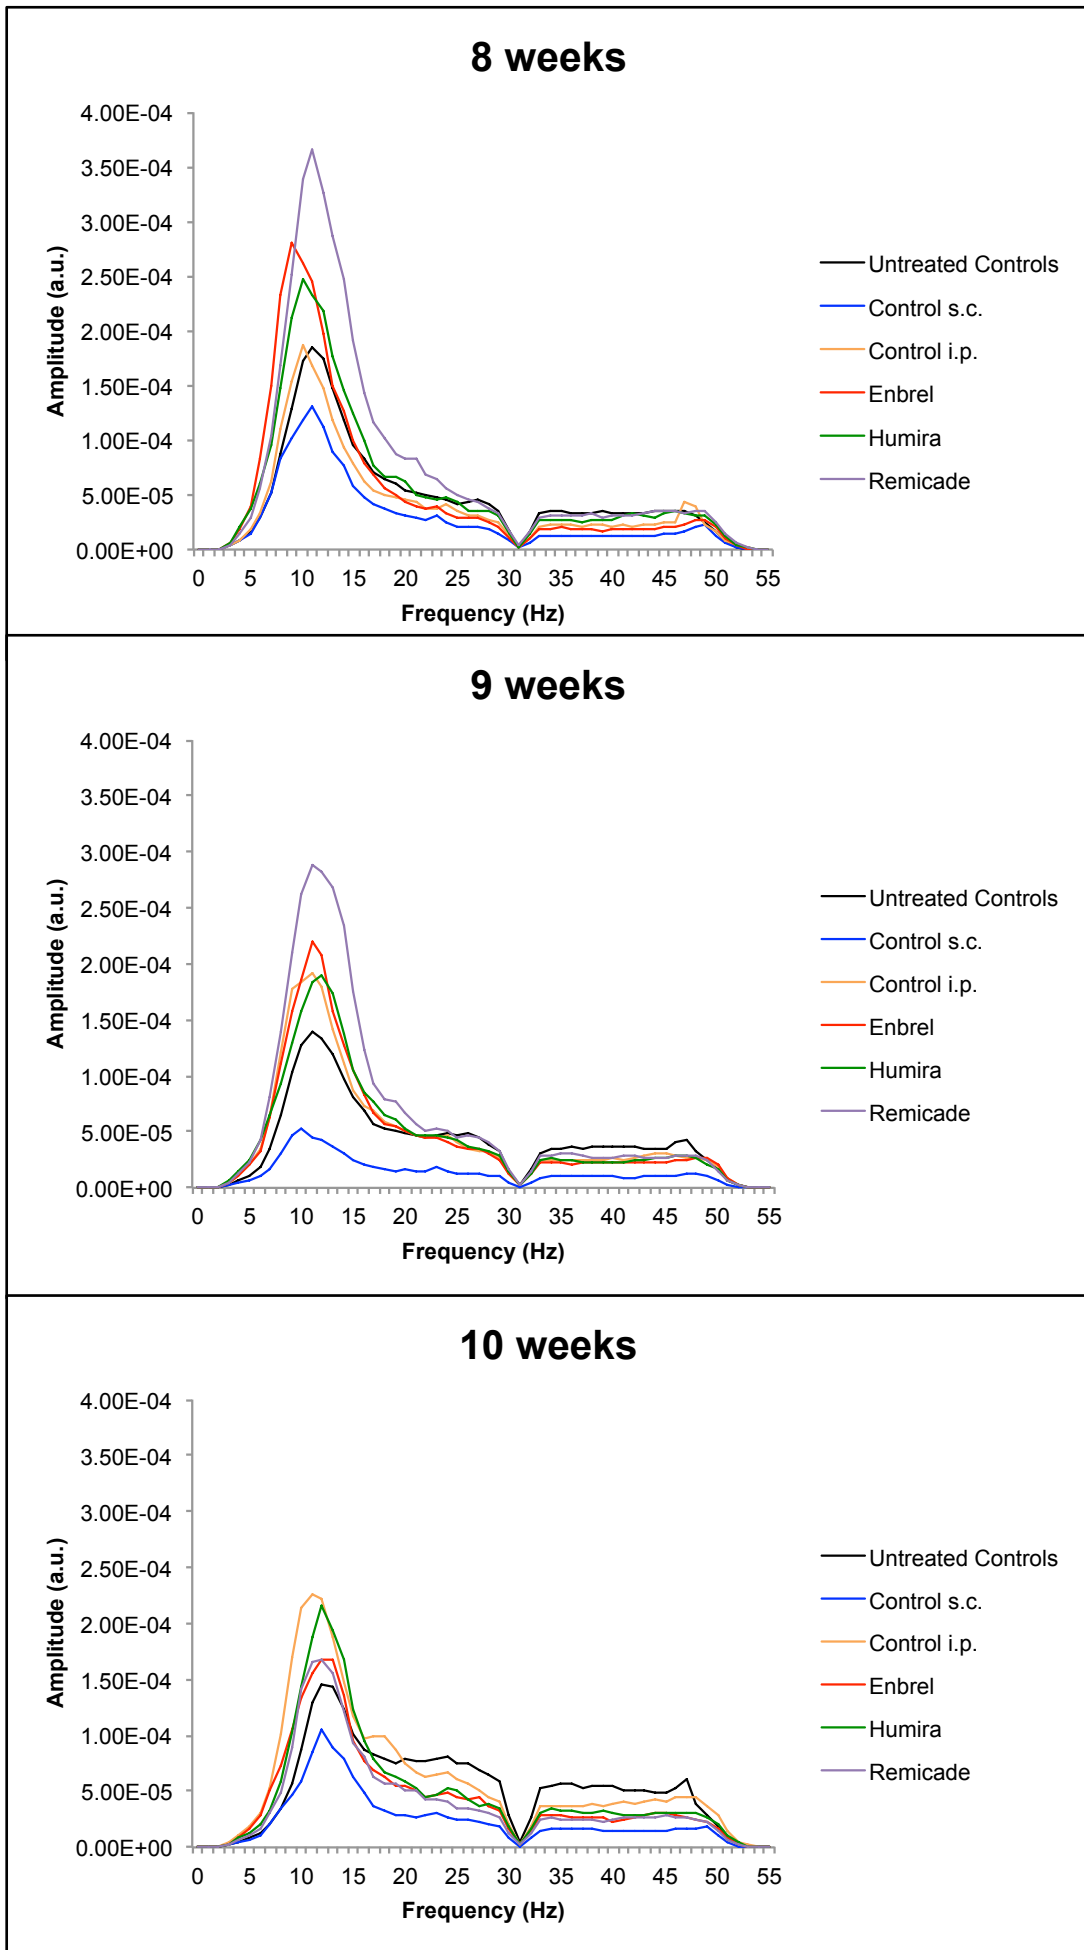 8 weeks
4.00E-04
3.50E-04
3.00E-04
2.50E-04
2.00E-04
1.50E-04
1.00E-04
5.00E-05
0.00E+00
Amplitude (a.u.)
0 5 10 15 20 25 30 35 40 45 50 55
Frequency (Hz)
Untreated Controls
Control s.c.
Control i.p.
Enbrel
Humira
Remicade
9 weeks
4.00E-04
3.50E-04
3.00E-04
2.50E-04
2.00E-04
1.50E-04
1.00E-04
5.00E-05
0.00E+00
Amplitude (a.u.)
0 5 10 15 20 25 30 35 40 45 50 55
Frequency (Hz)
Untreated Controls
Control s.c.
Control i.p.
Enbrel
Humira
Remicade
10 weeks
4.00E-04
3.50E-04
3.00E-04
2.50E-04
2.00E-04
1.50E-04
1.00E-04
5.00E-05
0.00E+00
Amplitude (a.u.)
0 5 10 15 20 25 30 35 40 45 50 55
Frequency (Hz)
Untreated Controls
Control s.c.
Control i.p.
Enbrel
Humira
Remicade